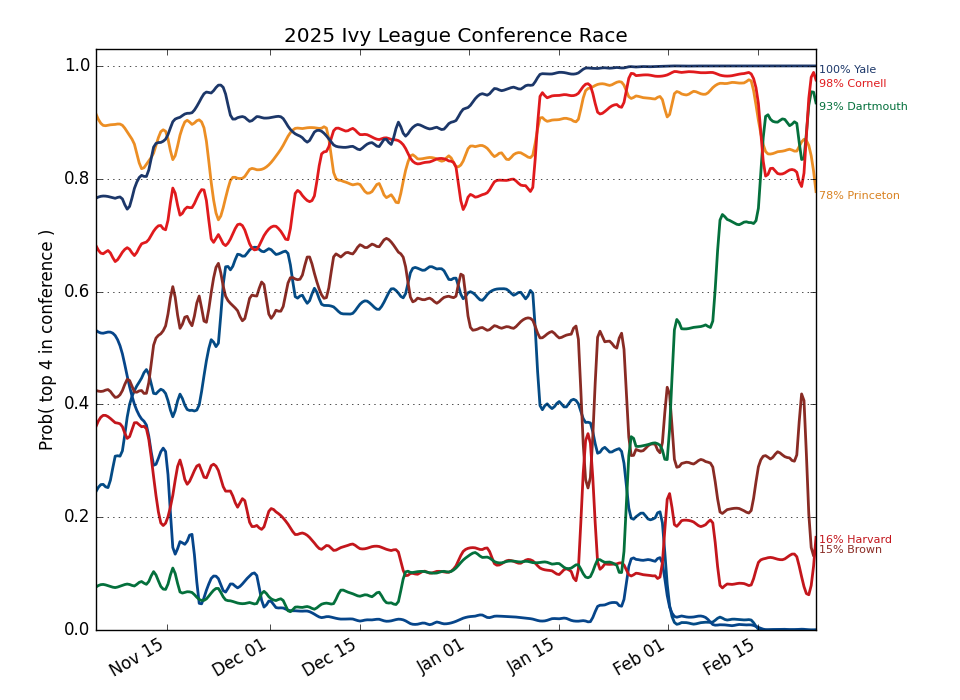 2025 Ivy League Conference Race
Prob( top 4 in conference )
1.0
0.8
0.6
0.4
0.2
0.0
Nov 15
Dec 01
Dec 15
Jan 01
Jan 15
Feb 01
Feb 15
100% Yale
98% Cornell
93% Dartmouth
78% Princeton
16% Harvard
15% Brown